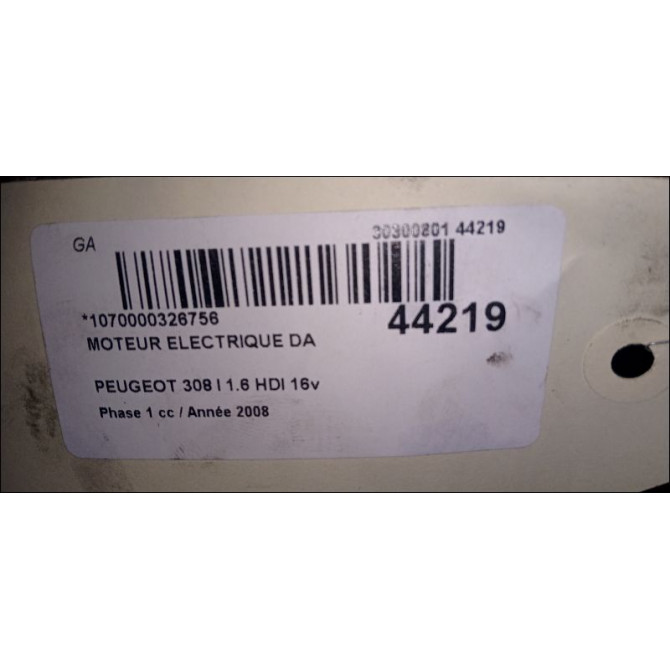 GA
30300801 44219
*1070000326756
44219
MOTEUR ELECTRIQUE DA
PEUGEOT 308 I 1.6 HDI 16v
Phase 1 cc / Année 2008